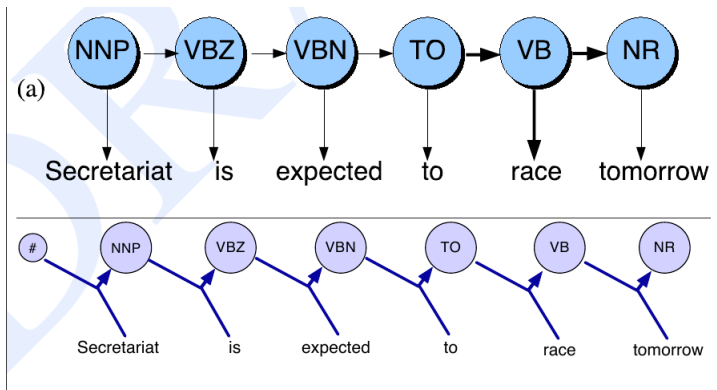 NNP VBZ VBN TO VB NR
(a)
Secretariat is expected to race tomorrow
# NNP VBZ VBN TO VB NR
Secretariat is expected to race tomorrow